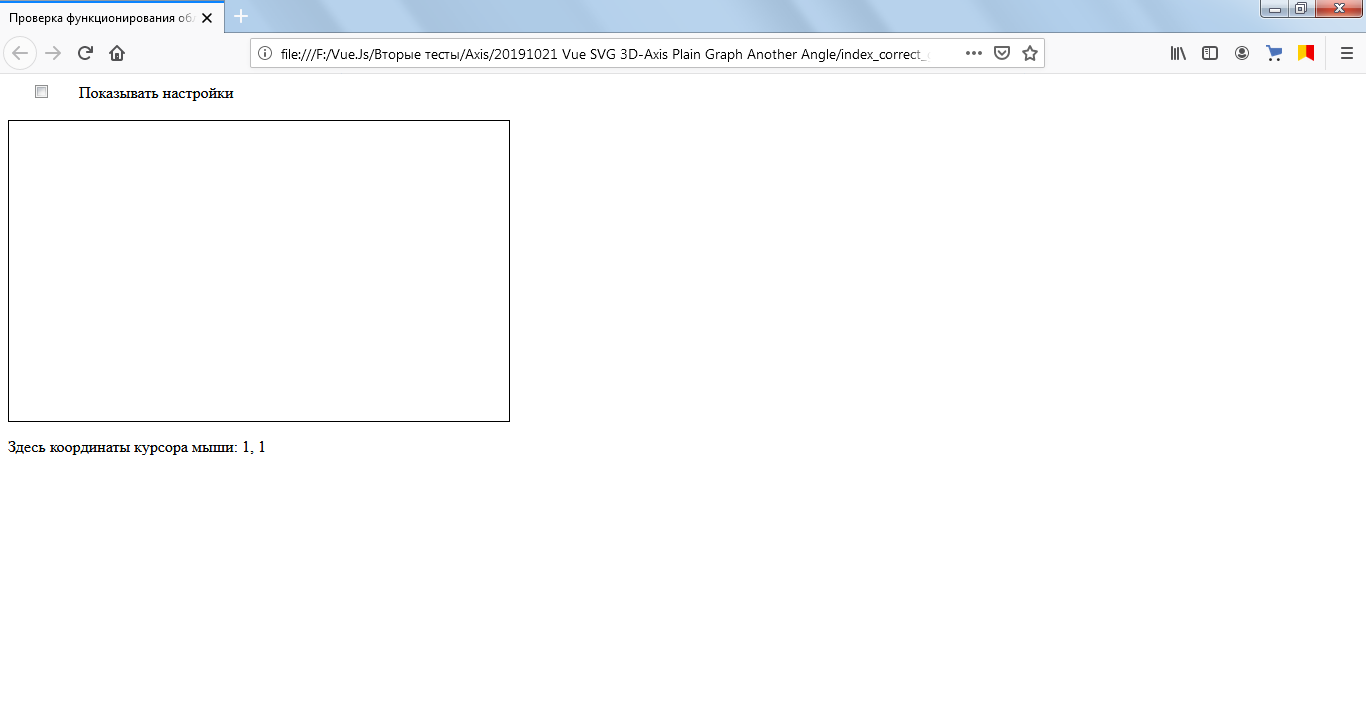 Проверка функционирования обл
file:///F:/Vue.Js/Вторые тесты/Axis/20191021 Vue SVG 3D-Axis Plain Graph Another Angle/index_correct_
Показывать настройки
Здесь координаты курсора мыши: 1, 1